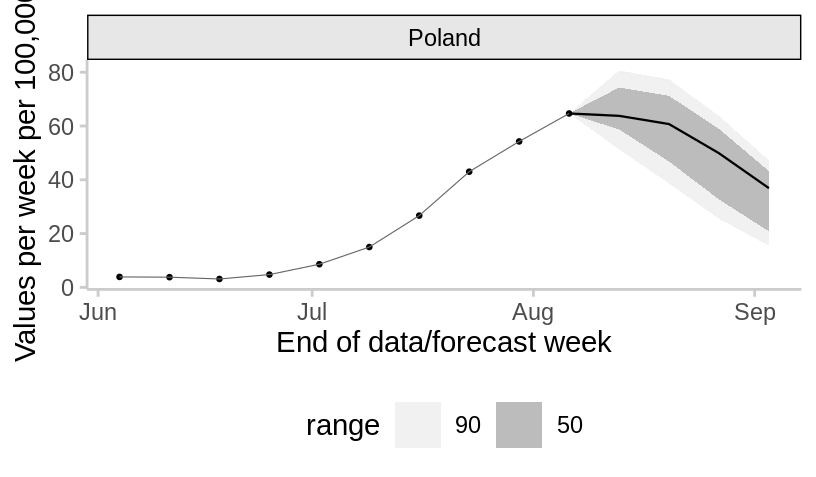 Poland
Values per week per 100,000
80
60
40
20
0
Jun Jul Aug Sep
End of data/forecast week
range 90 50